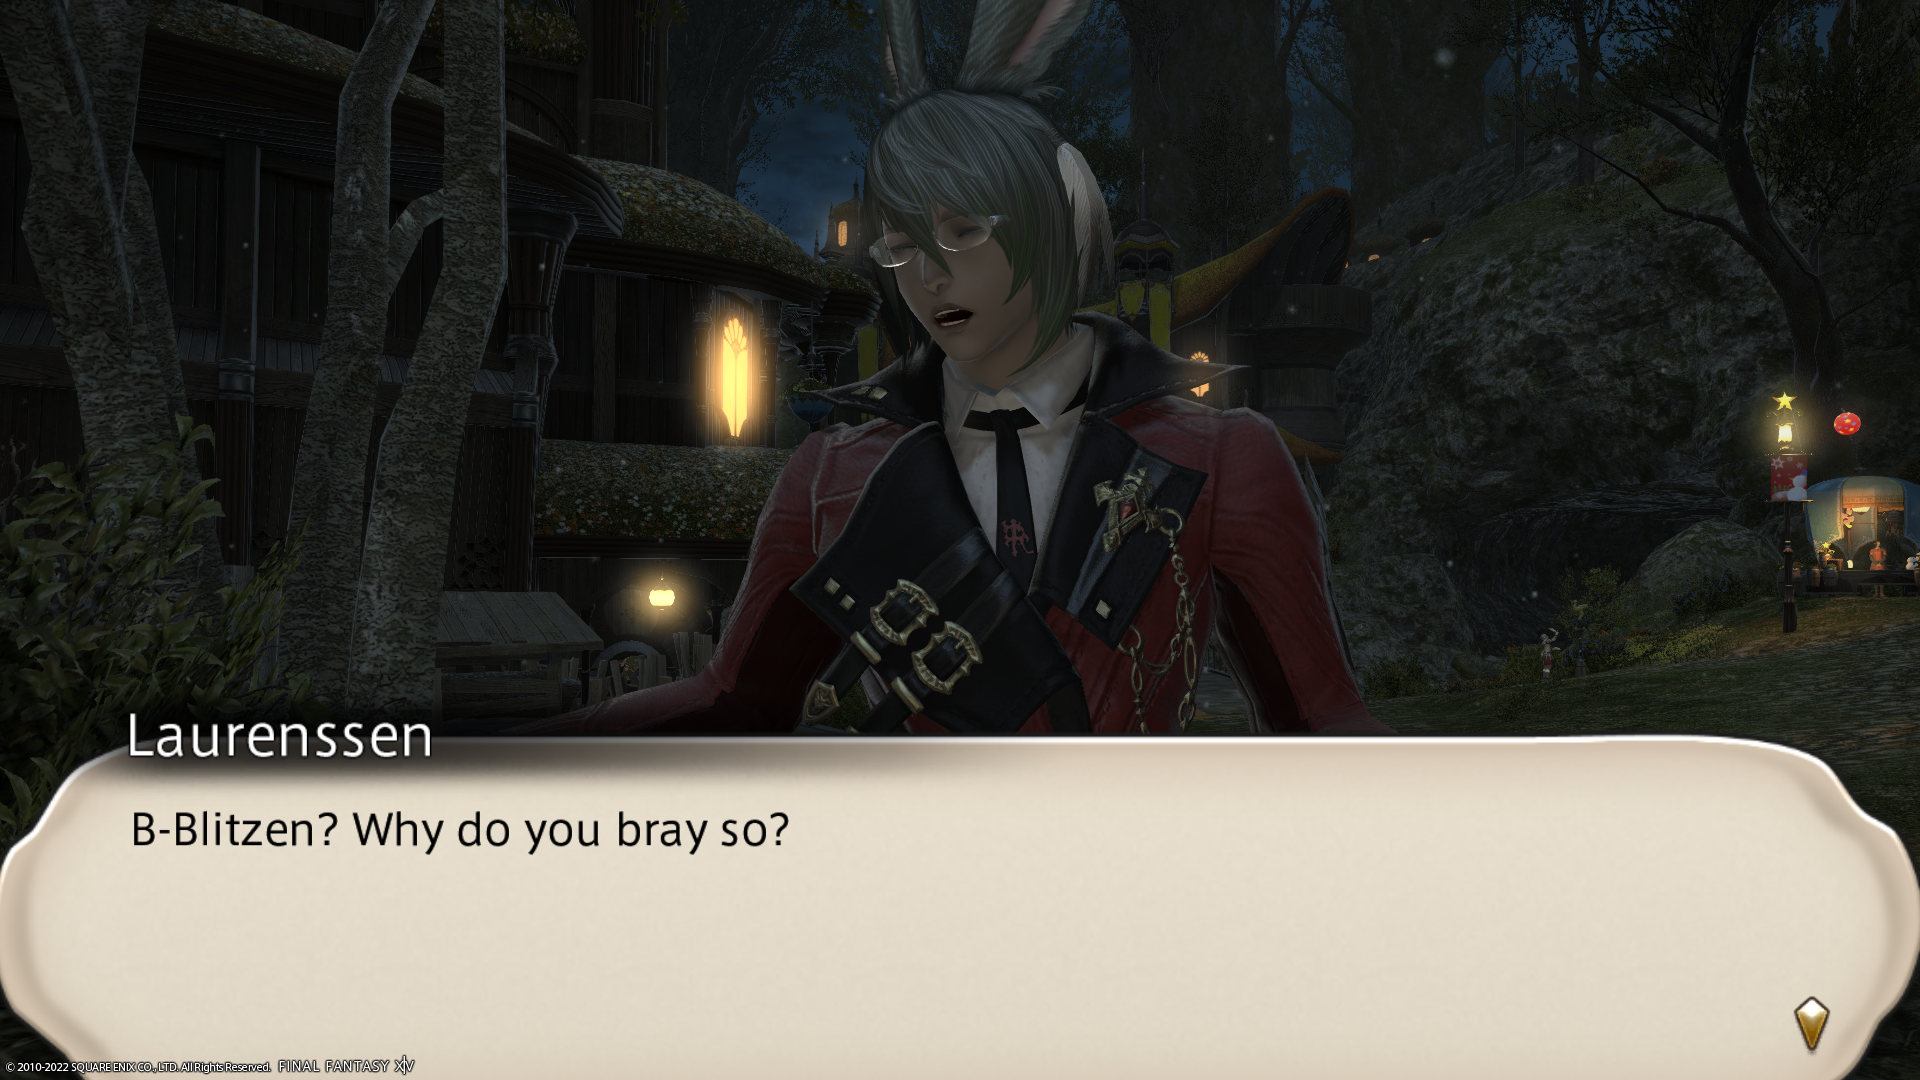 Laurenssen
B-Blitzen? Why do you bray so?
© 2010-2022 SQUARE ENIX CO., LTD. All Rights Reserved. FINAL FANTASY XIV